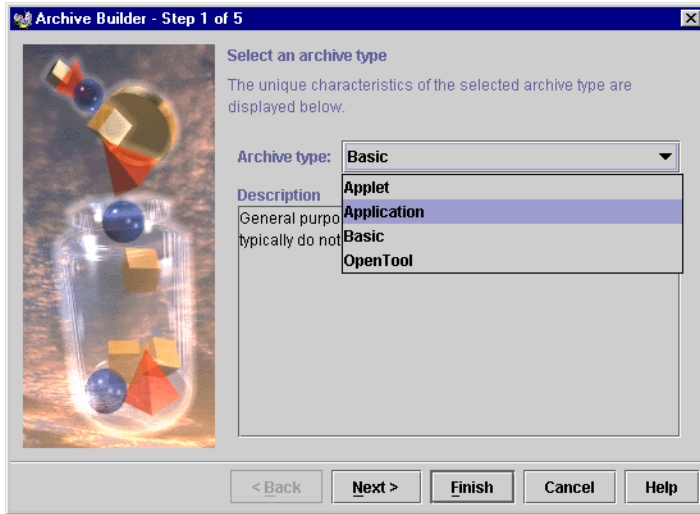 Archive Builder - Step 1 of 5
Select an archive type
The unique characteristics of the selected archive type are
displayed below.
Archive type: Basic
Applet
Application
Basic
OpenTool
Description
General purpo
typically do not
< Back Next > Finish Cancel Help